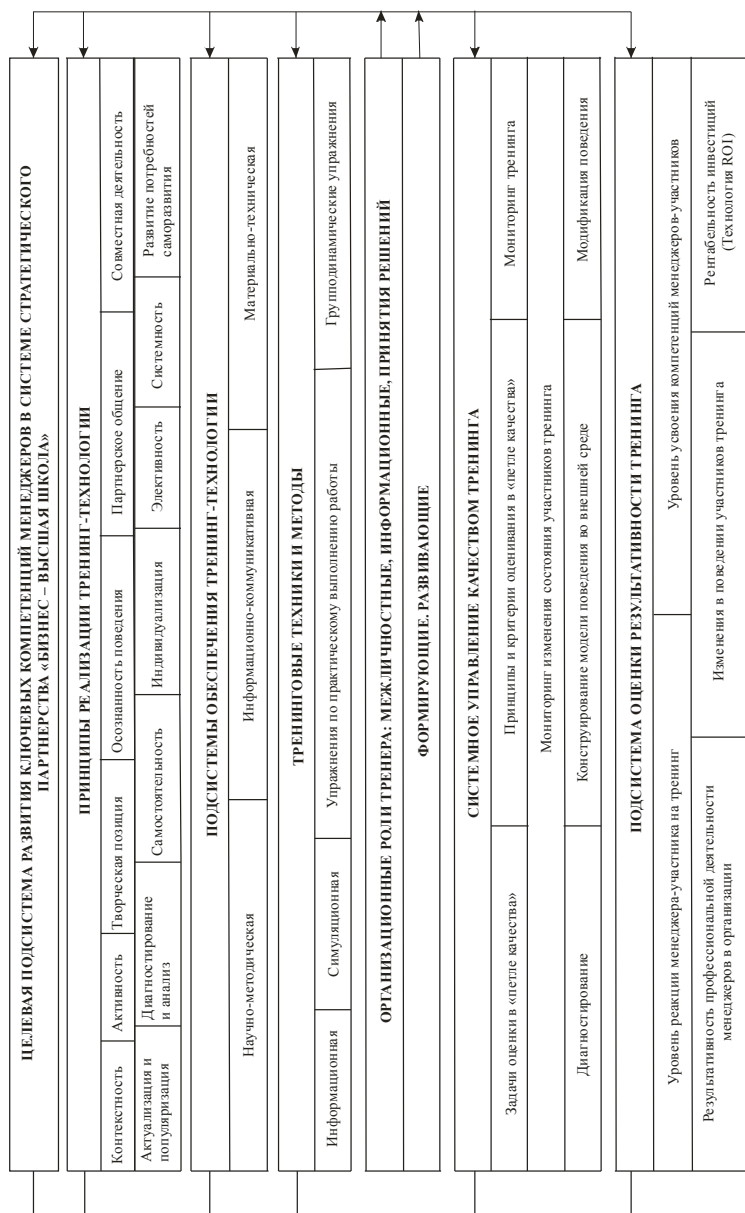 ЦЕЛЕВАЯ ПОДСИСТЕМА РАЗВИТИЯ КЛЮЧЕВЫХ КОМПЕТЕНЦИЙ МЕНЕДЖЕРОВ В СИСТЕМЕ СТРАТЕГИЧЕСКОГО
ПАРТНЕРСТВА «БИЗНЕС – ВЫСШАЯ ШКОЛА»
ПРИНЦИПЫ РЕАЛИЗАЦИИ ТРЕНИНГ-ТЕХНОЛОГИИ
Контекстность
Активность
Творческая позиция
Осознанность поведения
Партнерское общение
Совместная деятельность
Актуализация и
популяризация
Диагностирование
и анализ
Самостоятельность
Индивидуализация
Элективность
Системность
Развитие потребностей
саморазвития
ПОДСИСТЕМЫ ОБЕСПЕЧЕНИЯ ТРЕНИНГ-ТЕХНОЛОГИИ
Научно-методическая
Информационно-коммуникативная
Материально-техническая
ТРЕНИНГОВЫЕ ТЕХНИКИ И МЕТОДЫ
Информационная
Симуляционная
Упражнения по практическому выполнению работы
Групподинамические упражнения
ОРГАНИЗАЦИОННЫЕ РОЛИ ТРЕНЕРА: МЕЖЛИЧНОСТНЫЕ, ИНФОРМАЦИОННЫЕ, ПРИНЯТИЯ РЕШЕНИЙ
ФОРМИРУЮЩИЕ. РАЗВИВАЮЩИЕ
СИСТЕМНОЕ УПРАВЛЕНИЕ КАЧЕСТВОМ ТРЕНИНГА
Задачи оценки в «петле качества»
Принципы и критерии оценивания в «петле качества»
Мониторинг тренинга
Мониторинг изменения состояния участников тренинга
Диагностирование
Конструирование модели поведения во внешней среде
Модификация поведения
ПОДСИСТЕМА ОЦЕНКИ РЕЗУЛЬТАТИВНОСТИ ТРЕНИНГА
Уровень реакции менеджера-участника на тренинг
Уровень усвоения компетенций менеджеров-участников
Результативность профессиональной деятельности
менеджеров в организации
Изменения в поведении участников тренинга
Рентабельность инвестиций
(Технология ROI)